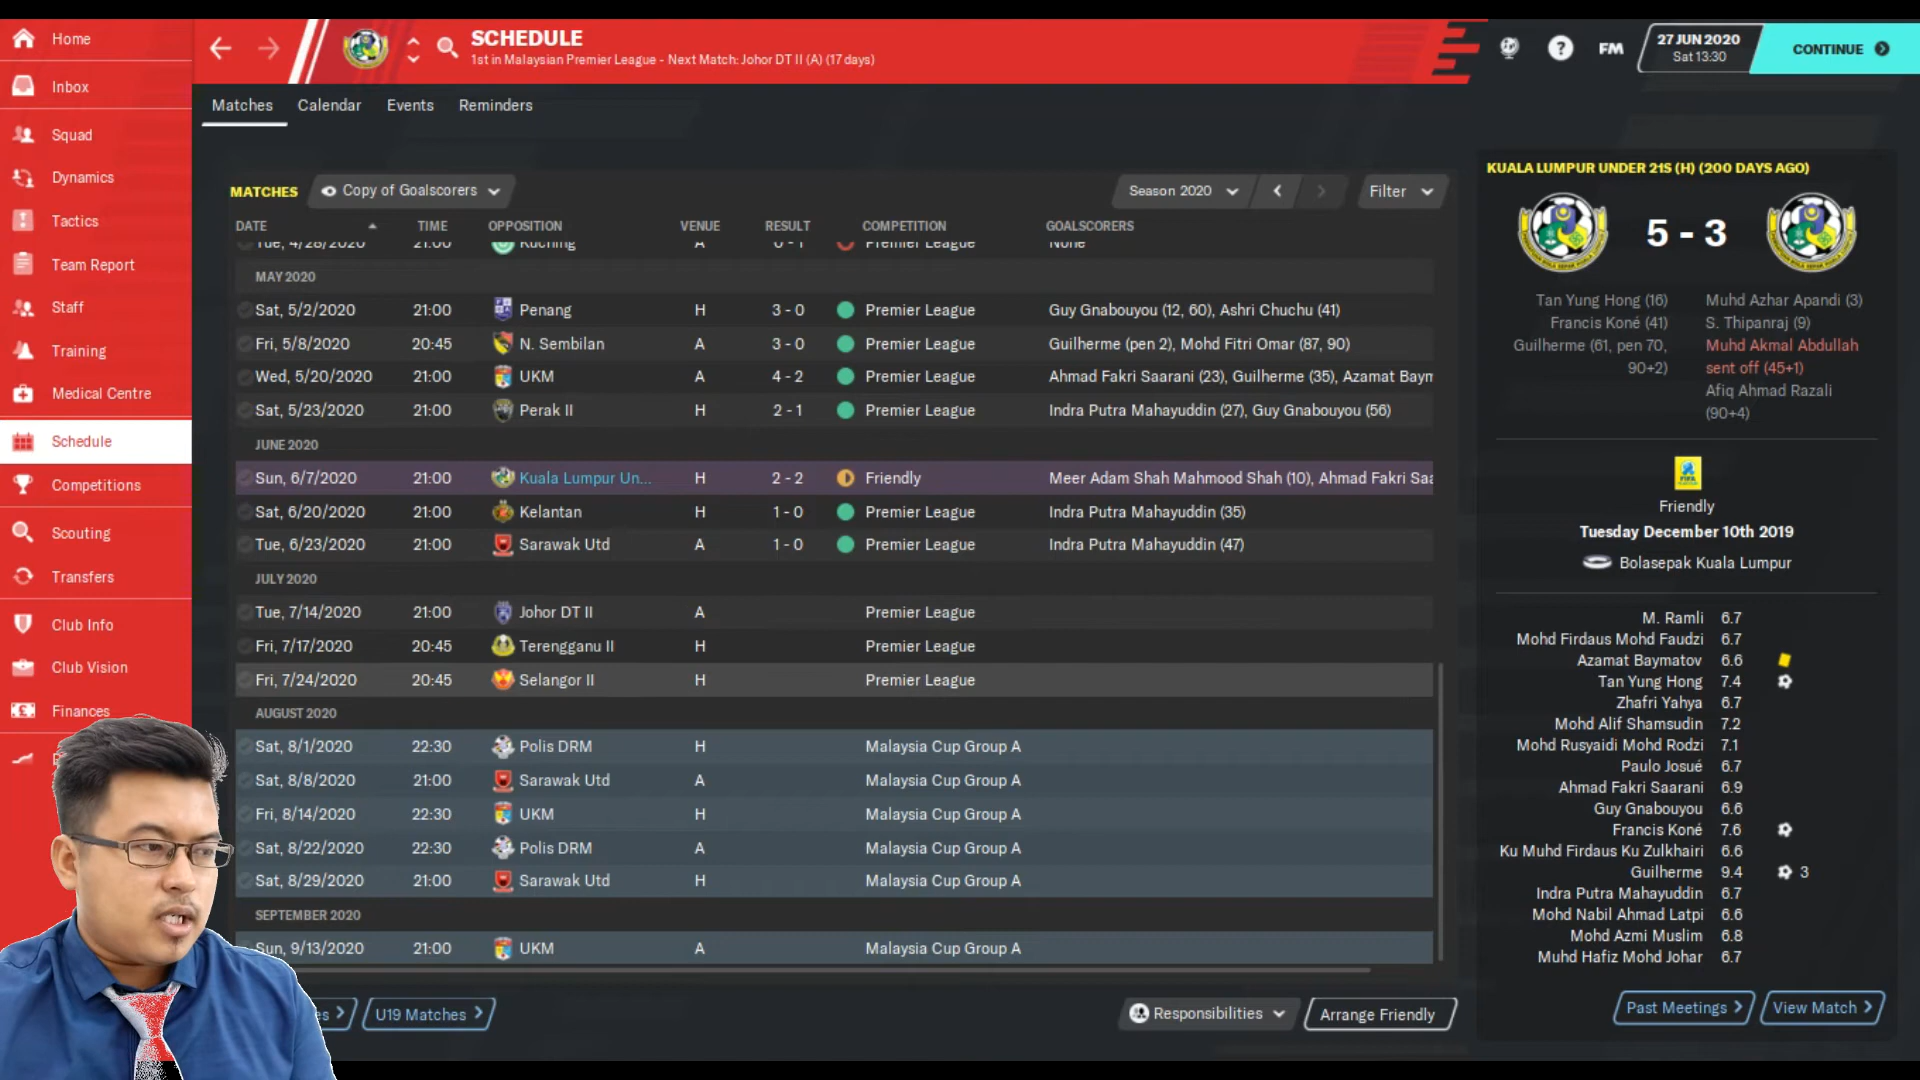 Home
Inbox
Squad
Dynamics
Tactics
Team Report
Staff
Training
Medical Centre
Schedule
Competitions
Scouting
Transfers
Club Info
Club Vision
Finances
SCHEDULE
1st in Malaysian Premier League - Next Match: Johor DT II (A) (17 days)
?
FM
27 JUN 2020
Sat 13:30
CONTINUE
Matches Calendar Events Reminders
MATCHES Copy of Goalscorers Season 2020 Filter
DATE TIME OPPOSITION VENUE RESULT COMPETITION GOALSCORERS
Tue, 4/28/2020 21:00 Kuching A 0 - 1 Premier League None
MAY 2020
Sat, 5/2/2020 21:00 Penang H 3 - 0 Premier League Guy Gnabouyou (12, 60), Ashri Chuchu (41)
Fri, 5/8/2020 20:45 N. Sembilan A 3 - 0 Premier League Guilherme (pen 2), Mohd Fitri Omar (87, 90)
Wed, 5/20/2020 21:00 UKM A 4 - 2 Premier League Ahmad Fakri Saarani (23), Guilherme (35), Azamat Baym
Sat, 5/23/2020 21:00 Perak II H 2 - 1 Premier League Indra Putra Mahayuddin (27), Guy Gnabouyou (56)
JUNE 2020
Sun, 6/7/2020 21:00 Kuala Lumpur Un... H 2 - 2 Friendly Meer Adam Shah Mahmood Shah (10), Ahmad Fakri Saa
Sat, 6/20/2020 21:00 Kelantan H 1 - 0 Premier League Indra Putra Mahayuddin (35)
Tue, 6/23/2020 21:00 Sarawak Utd A 1 - 0 Premier League Indra Putra Mahayuddin (47)
JULY 2020
Tue, 7/14/2020 21:00 Johor DT II A Premier League
Fri, 7/17/2020 20:45 Terengganu II H Premier League
Fri, 7/24/2020 20:45 Selangor II H Premier League
AUGUST 2020
Sat, 8/1/2020 22:30 Polis DRM H Malaysia Cup Group A
Sat, 8/8/2020 21:00 Sarawak Utd A Malaysia Cup Group A
Fri, 8/14/2020 22:30 UKM H Malaysia Cup Group A
Sat, 8/22/2020 22:30 Polis DRM A Malaysia Cup Group A
Sat, 8/29/2020 21:00 Sarawak Utd H Malaysia Cup Group A
SEPTEMBER 2020
Sun, 9/13/2020 21:00 UKM A Malaysia Cup Group A
es U19 Matches Responsibilities Arrange Friendly
KUALA LUMPUR UNDER 21S (H) (200 DAYS AGO)
5 - 3
Tan Yung Hong (16)
Francis Koné (41)
Guilherme (61, pen 70,
90+2)
Muhd Azhar Apandi (3)
S. Thipanraj (9)
Muhd Akmal Abdullah
sent off (45+1)
Afiq Ahmad Razali
(90+4)
FIFA
Friendly
Tuesday December 10th 2019
Bolasepak Kuala Lumpur
M. Ramli 6.7
Mohd Firdaus Mohd Faudzi 6.7
Azamat Baymatov 6.6
Tan Yung Hong 7.4
Zhafri Yahya 6.7
Mohd Alif Shamsudin 7.2
Mohd Rusyaidi Mohd Rodzi 7.1
Paulo Josué 6.7
Ahmad Fakri Saarani 6.9
Guy Gnabouyou 6.6
Francis Koné 7.6
Ku Muhd Firdaus Ku Zulkhairi 6.6
Guilherme 9.4 3
Indra Putra Mahayuddin 6.7
Mohd Nabil Ahmad Latpi 6.6
Mohd Azmi Muslim 6.8
Muhd Hafiz Mohd Johar 6.7
Past Meetings View Match